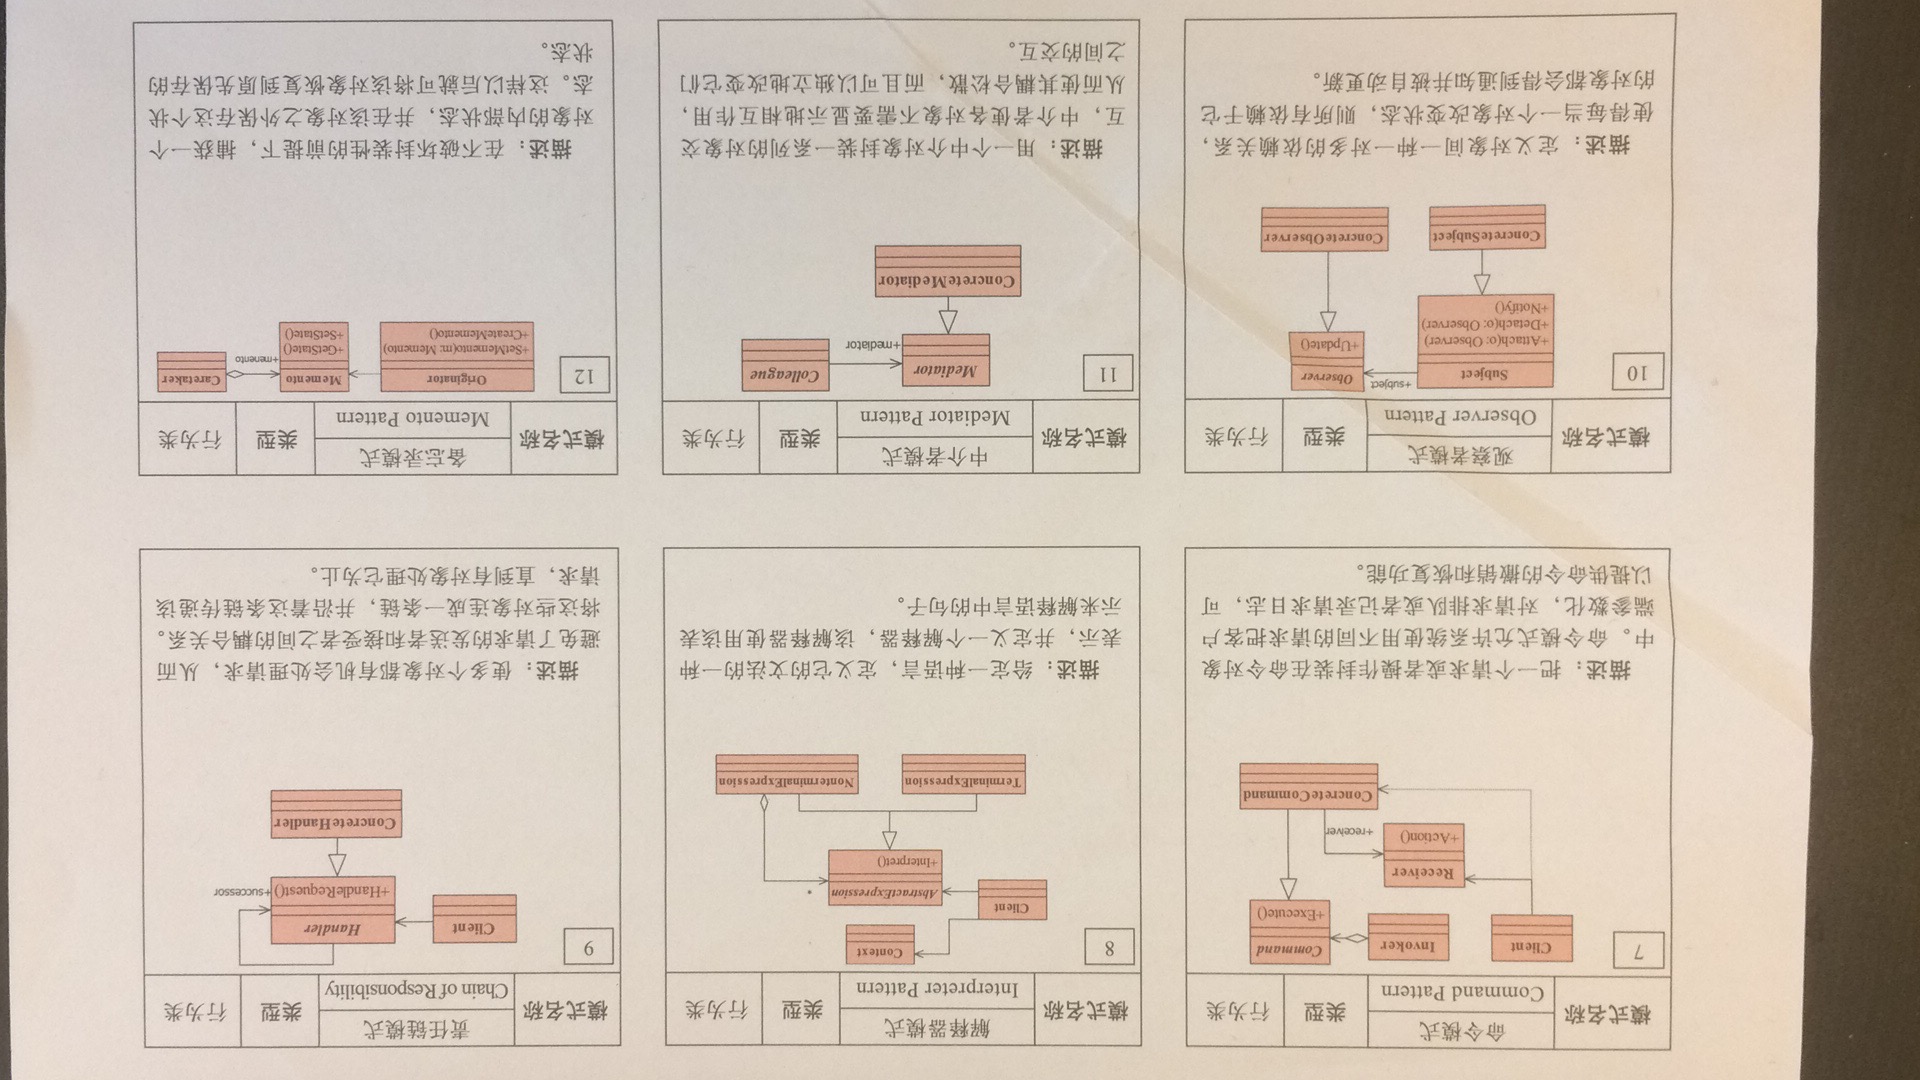 模式名称
命令模式
Command Pattern
类型
行为类
7
Client
Invoker
Command
+Execute()
Receiver
+Action()
+receiver
ConcreteCommand
描述：把一个请求或者操作封装在命令对象
中。命令模式允许系统使用不同的请求把客户
端参数化，对请求排队或者记录请求日志，可
以提供命令的撤销和恢复功能。
模式名称
解释器模式
Interpreter Pattern
类型
行为类
8
Context
Client
AbstractExpression
+Interpret()
*
TerminalExpression
NonterminalExpression
描述：给定一种语言，定义它的文法的一种
表示，并定义一个解释器，该解释器使用该表
示来解释语言中的句子。
模式名称
责任链模式
Chain of Responsibility
类型
行为类
9
Client
Handler
+HandleRequest()
+successor
ConcreteHandler
描述：使多个对象都有机会处理请求，从而
避免了请求的发送者和接受者之间的耦合关系。
将这些对象连成一条链，并沿着这条链传递该
请求，直到有对象处理它为止。
模式名称
观察者模式
Observer Pattern
类型
行为类
10
Subject
+Attach(o: Observer)
+Detach(o: Observer)
+Notify()
+subject
Observer
+Update()
ConcreteSubject
ConcreteObserver
描述：定义对象间一种一对多的依赖关系，
使得每当一个对象改变状态，则所有依赖于它
的对象都会得到通知并被自动更新。
模式名称
中介者模式
Mediator Pattern
类型
行为类
11
Mediator
+mediator
Colleague
ConcreteMediator
描述：用一个中介对象封装一系列的对象交
互，中介者使各对象不需要显示地相互作用，
从而使其耦合松散，而且可以独立地改变它们
之间的交互。
模式名称
备忘录模式
Memento Pattern
类型
行为类
12
Originator
+SetMemento(m: Memento)
+CreateMemento()
Memento
+GetState()
+SetState()
+memento
Caretaker
描述：在不破坏封装性的前提下，捕获一个
对象的内部状态，并在该对象之外保存这个状
态。这样以后就可将该对象恢复到原先保存的
状态。